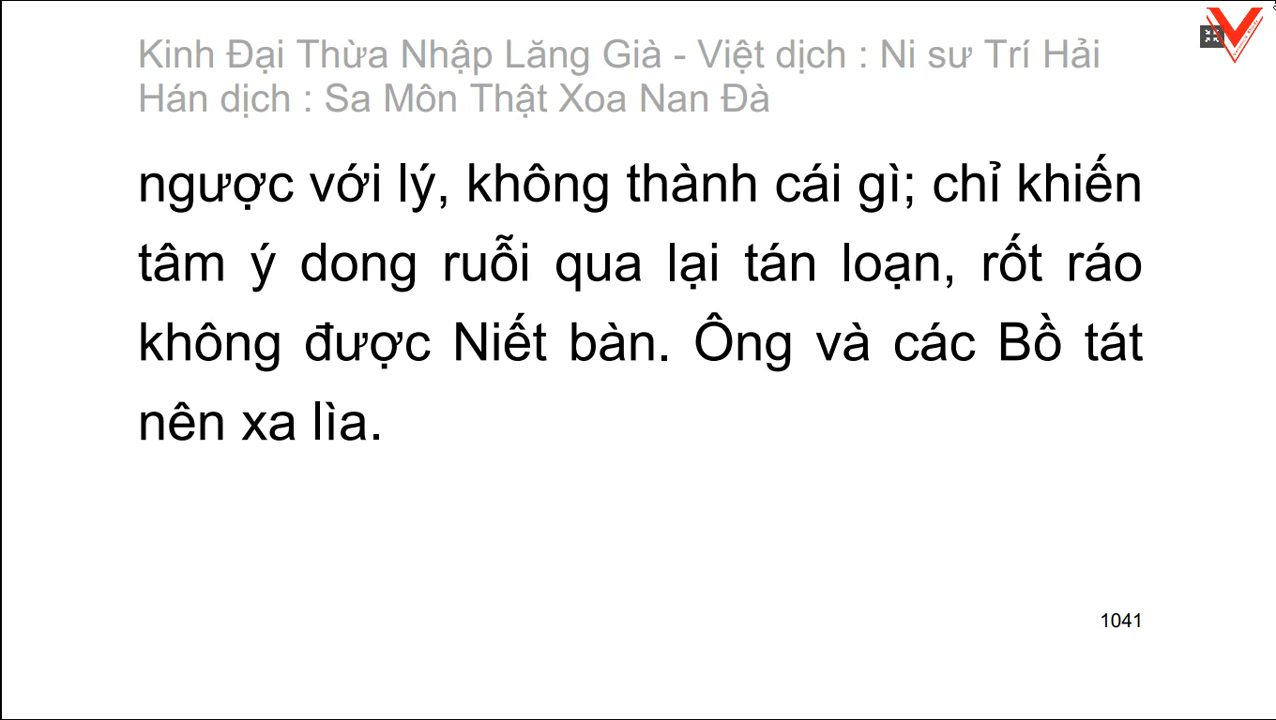 Kinh Đại Thừa Nhập Lăng Già - Việt dịch : Ni sư Trí Hải
Hán dịch : Sa Môn Thật Xoa Nan Đà
ngược với lý, không thành cái gì; chỉ khiến
tâm ý dong ruỗi qua lại tán loạn, rốt ráo
không được Niết bàn. Ông và các Bồ tát
nên xa lìa.
1041